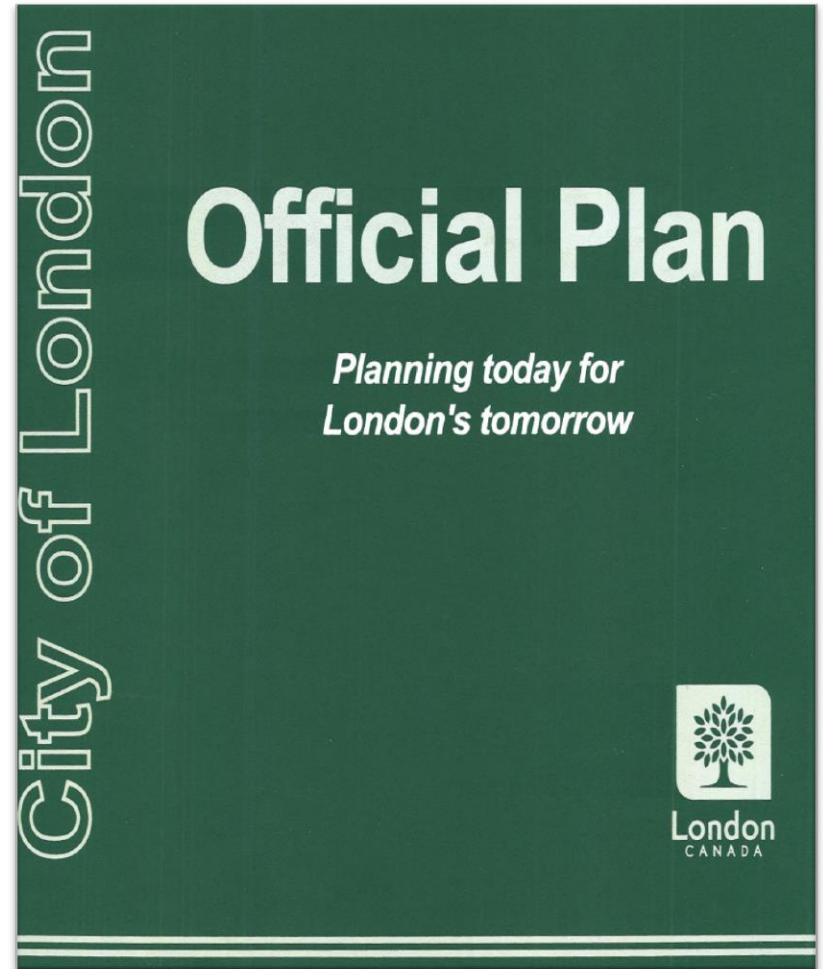 City of London
Official Plan
Planning today for
London's tomorrow
London
CANADA